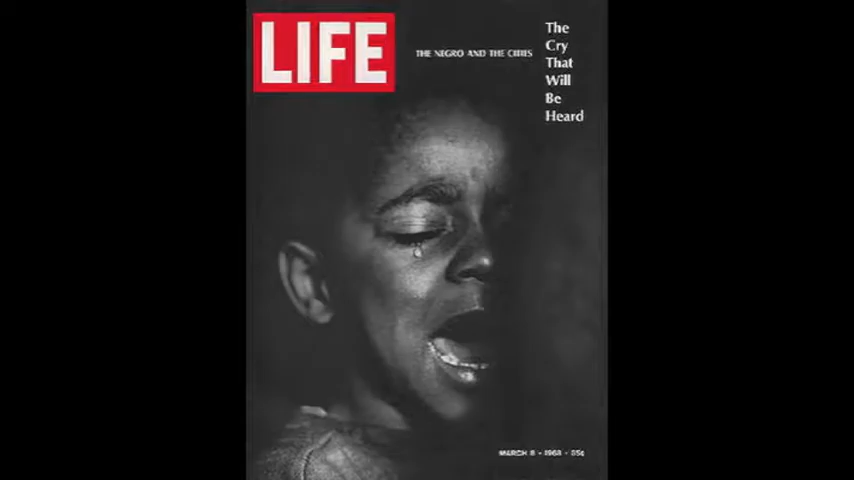 LIFE
THE NEGRO AND THE CITIES
The
Cry
That
Will
Be
Heard
MARCH 8 · 1968 · 35¢